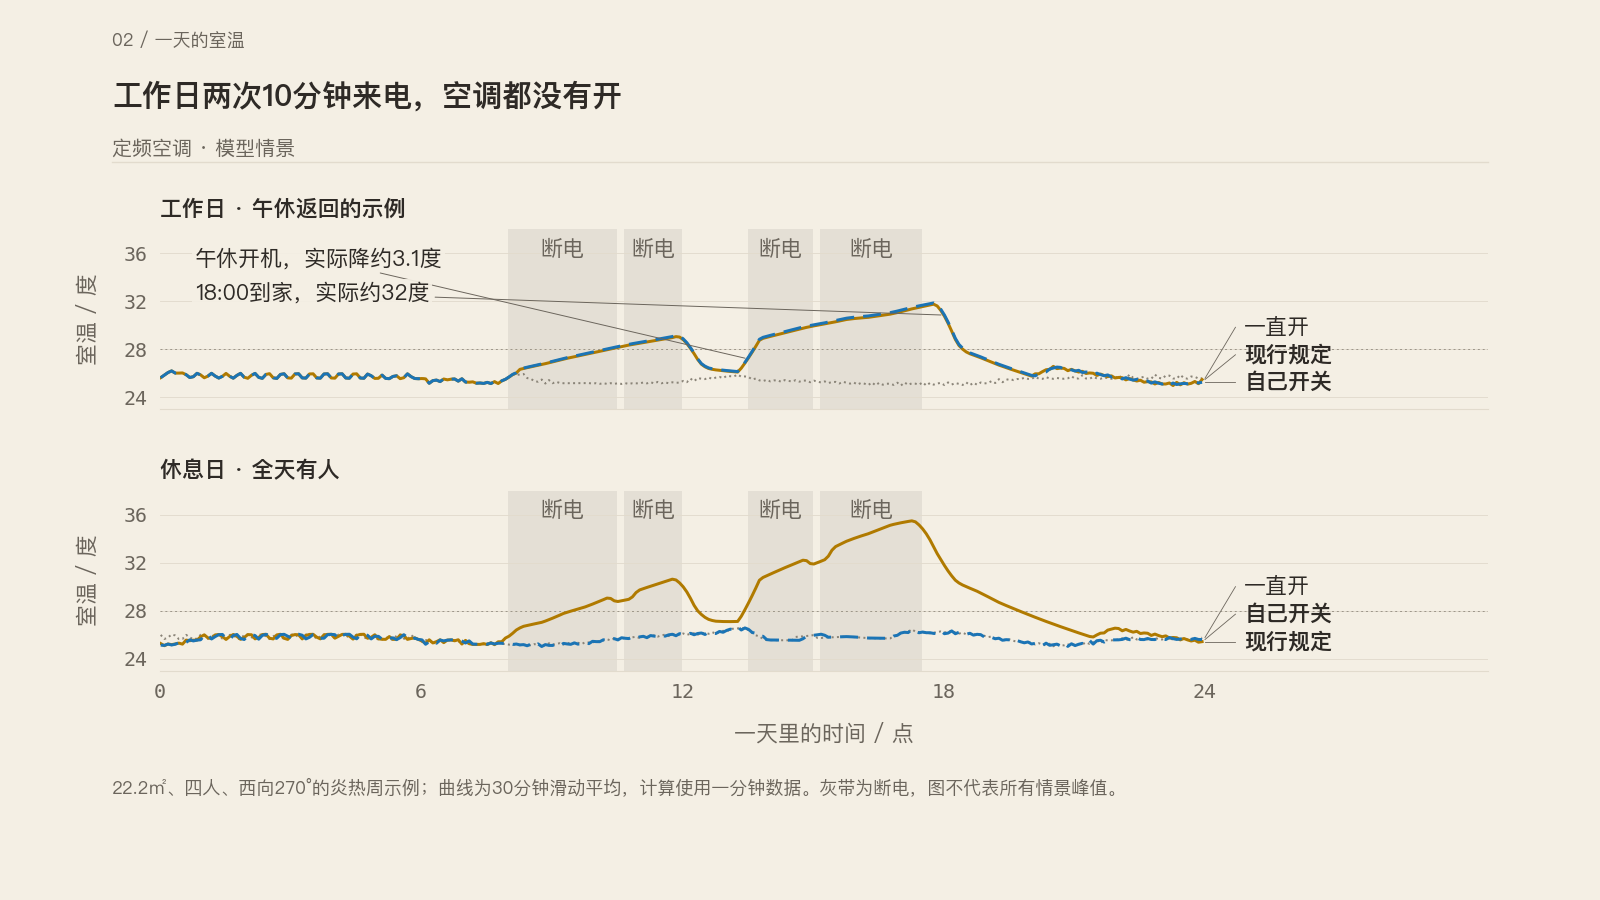 02 / 一天的室温
工作日两次10分钟来电，空调都没有开
定频空调 · 模型情景
工作日 · 午休返回的示例
断电 断电 断电 断电
午休开机，实际降约3.1度
18:00到家，实际约32度
36
32
28
24
室温 / 度
一直开
现行规定
自己开关
休息日 · 全天有人
断电 断电 断电 断电
36
32
28
24
室温 / 度
一直开
自己开关
现行规定
0 6 12 18 24
一天里的时间 / 点
22.2㎡、四人、西向270°的炎热周示例；曲线为30分钟滑动平均，计算使用一分钟数据。灰带为断电，图不代表所有情景峰值。